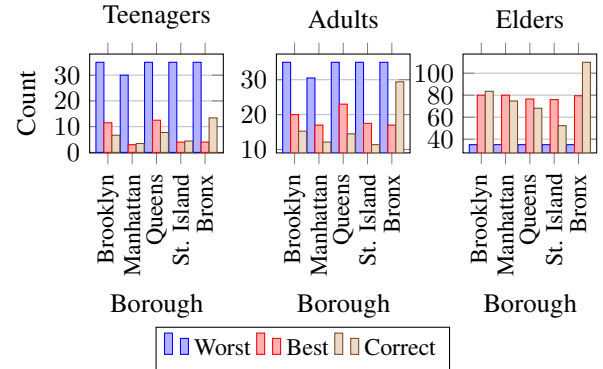 Teenagers
Adults
Elders
Count
30
20
10
0
30
20
10
100
80
60
40
Brooklyn
Manhattan
Queens
St. Island
Bronx
Brooklyn
Manhattan
Queens
St. Island
Bronx
Brooklyn
Manhattan
Queens
St. Island
Bronx
Borough
Borough
Borough
Worst Best Correct